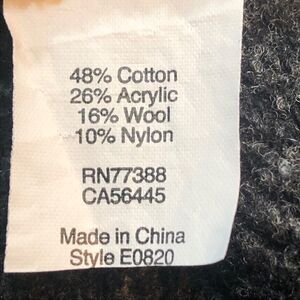 48% Cotton
26% Acrylic
16% Wool
10% Nylon
RN77388
CA56445
Made in China
Style E0820